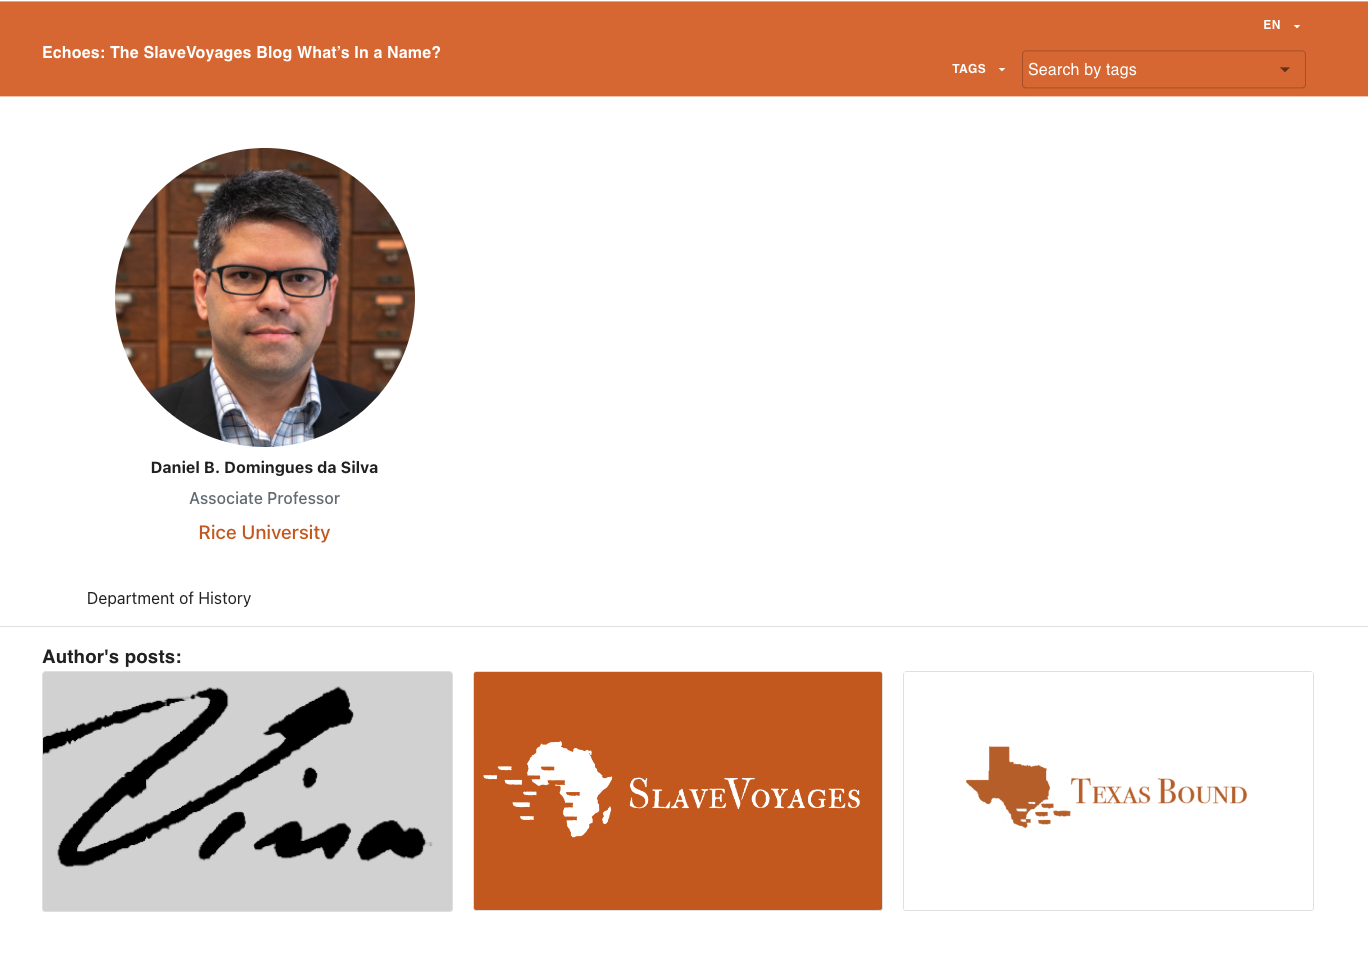 EN
Echoes: The SlaveVoyages Blog What's In a Name?
TAGS
Search by tags
Daniel B. Domingues da Silva
Associate Professor
Rice University
Department of History
Author's posts:
Vina
SLAVEVOYAGES
TEXAS BOUND